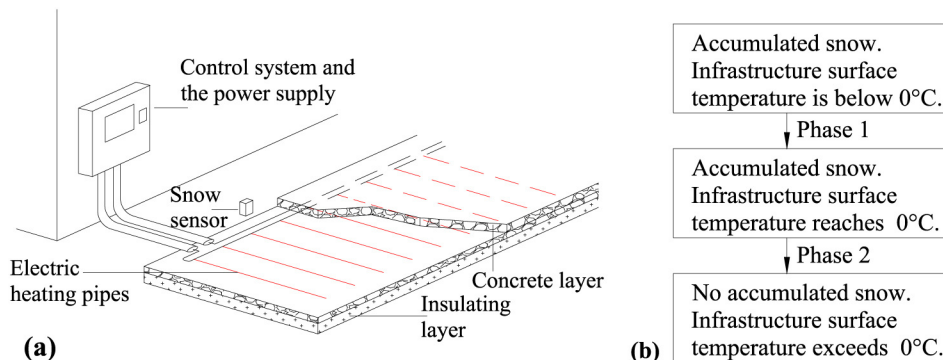 Control system and
the power supply
Snow
sensor
Electric
heating pipes
Concrete layer
Insulating
layer
(a)
Accumulated snow.
Infrastructure surface
temperature is below 0°C.
Phase 1
Accumulated snow.
Infrastructure surface
temperature reaches 0°C.
Phase 2
No accumulated snow.
Infrastructure surface
temperature exceeds 0°C.
(b)